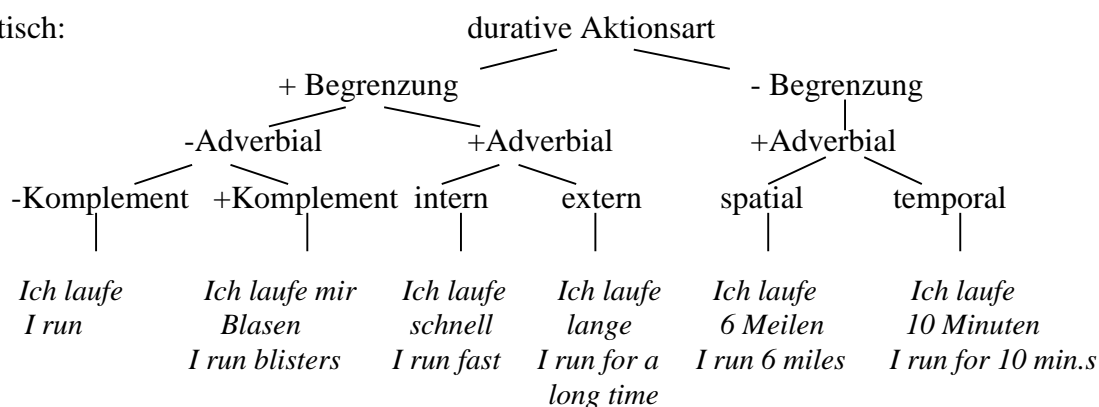 tisch: durative Aktionsart
+ Begrenzung - Begrenzung
-Adverbial +Adverbial +Adverbial
-Komplement +Komplement intern extern spatial temporal
Ich laufe Ich laufe mir Ich laufe Ich laufe Ich laufe Ich laufe
I run Blasen schnell lange 6 Meilen 10 Minuten
I run blisters I run fast I run for a I run 6 miles I run for 10 min.s
long time